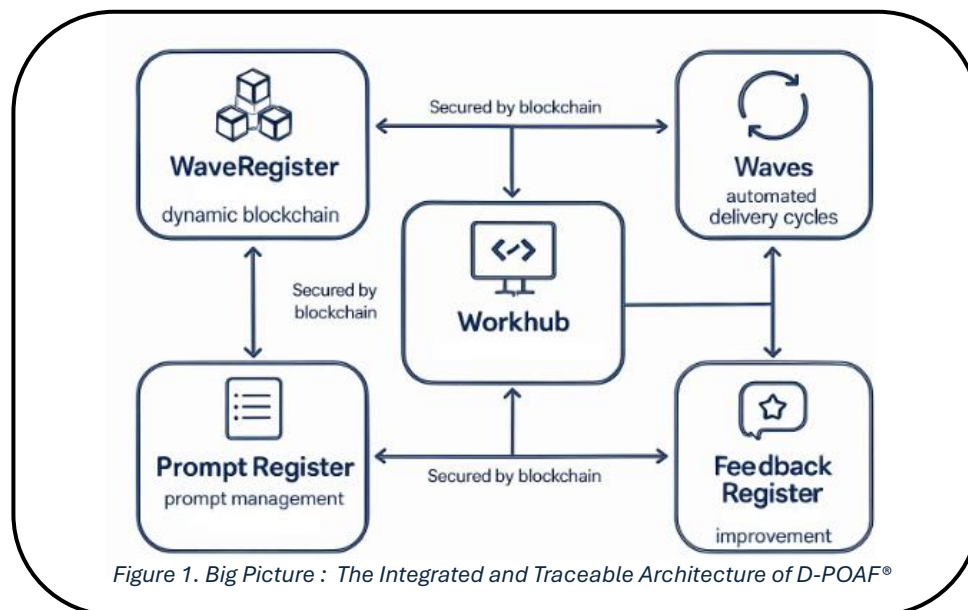 Secured by blockchain
WaveRegister
dynamic blockchain
Waves
automated
delivery cycles
Secured by
blockchain
Workhub
Prompt Register
prompt management
Secured by blockchain
Feedback
Register
improvement
Figure 1. Big Picture : The Integrated and Traceable Architecture of D-POAF®